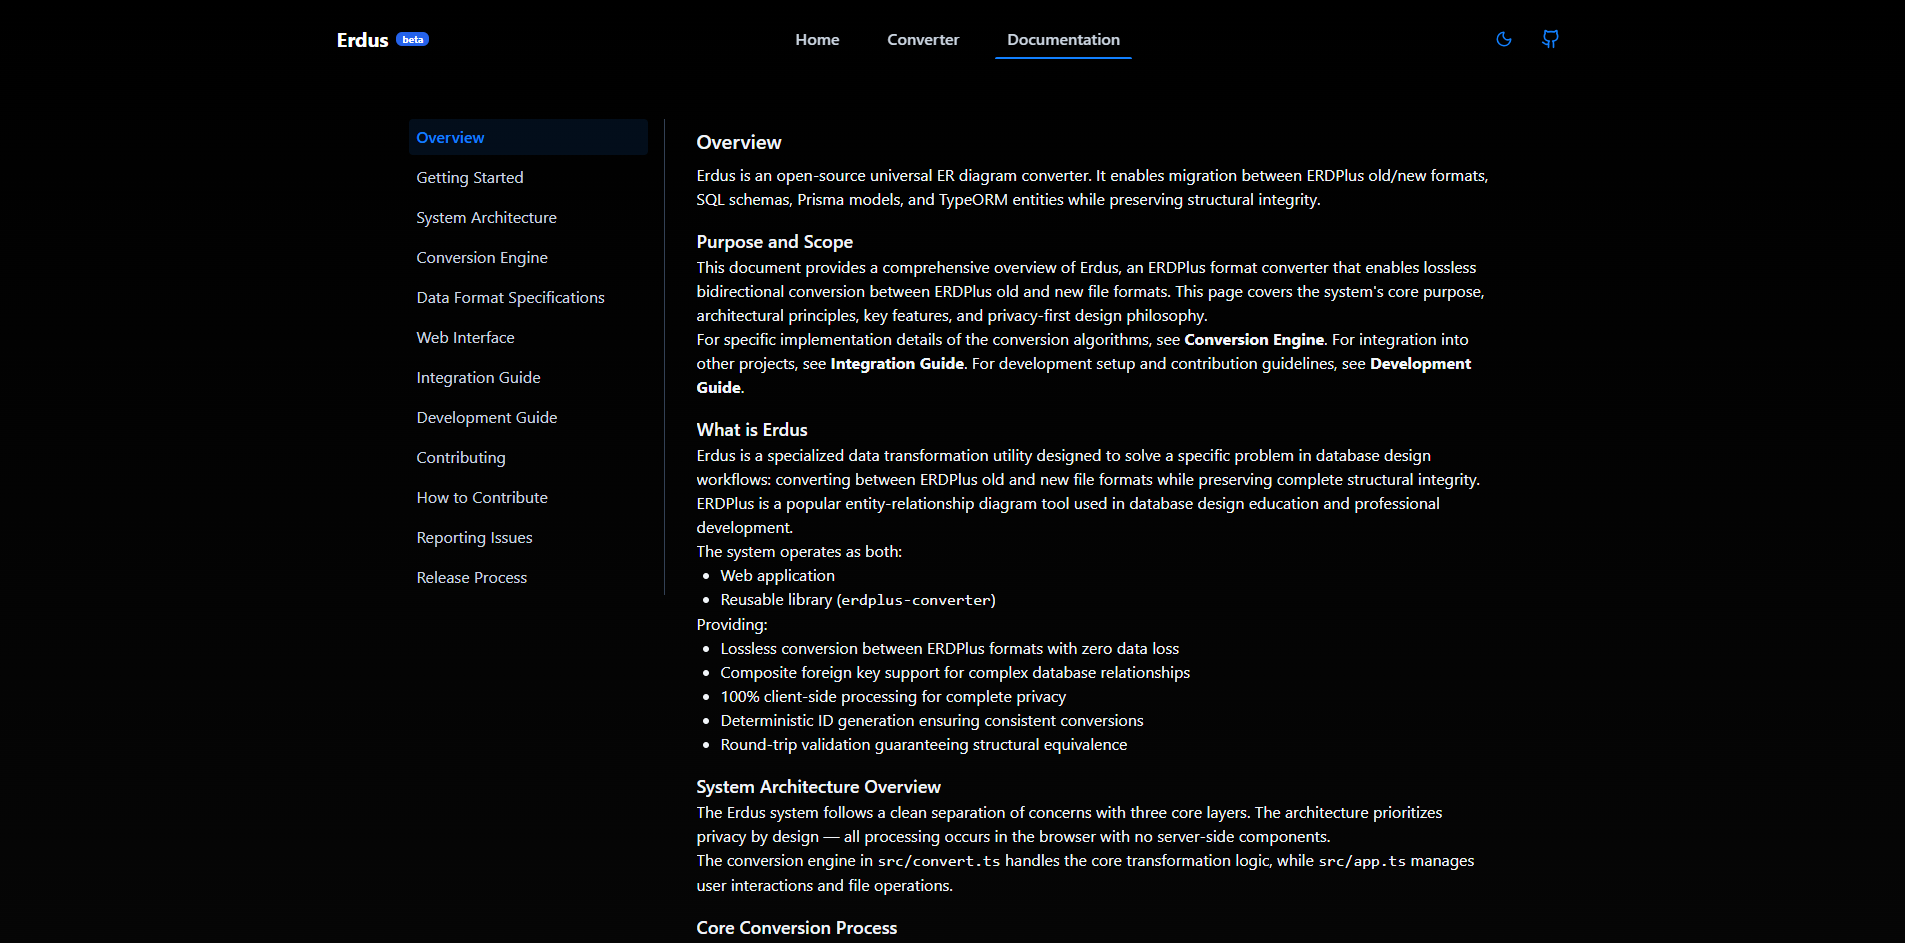 Erdus beta
Home Converter Documentation
Overview
Getting Started
System Architecture
Conversion Engine
Data Format Specifications
Web Interface
Integration Guide
Development Guide
Contributing
How to Contribute
Reporting Issues
Release Process
Overview
Erdus is an open-source universal ER diagram converter. It enables migration between ERDPlus old/new formats,
SQL schemas, Prisma models, and TypeORM entities while preserving structural integrity.
Purpose and Scope
This document provides a comprehensive overview of Erdus, an ERDPlus format converter that enables lossless
bidirectional conversion between ERDPlus old and new file formats. This page covers the system's core purpose,
architectural principles, key features, and privacy-first design philosophy.
For specific implementation details of the conversion algorithms, see Conversion Engine. For integration into
other projects, see Integration Guide. For development setup and contribution guidelines, see Development
Guide.
What is Erdus
Erdus is a specialized data transformation utility designed to solve a specific problem in database design
workflows: converting between ERDPlus old and new file formats while preserving complete structural integrity.
ERDPlus is a popular entity-relationship diagram tool used in database design education and professional
development.
The system operates as both:
• Web application
• Reusable library (erdplus-converter)
Providing:
• Lossless conversion between ERDPlus formats with zero data loss
• Composite foreign key support for complex database relationships
• 100% client-side processing for complete privacy
• Deterministic ID generation ensuring consistent conversions
• Round-trip validation guaranteeing structural equivalence
System Architecture Overview
The Erdus system follows a clean separation of concerns with three core layers. The architecture prioritizes
privacy by design — all processing occurs in the browser with no server-side components.
The conversion engine in src/convert.ts handles the core transformation logic, while src/app.ts manages
user interactions and file operations.
Core Conversion Process